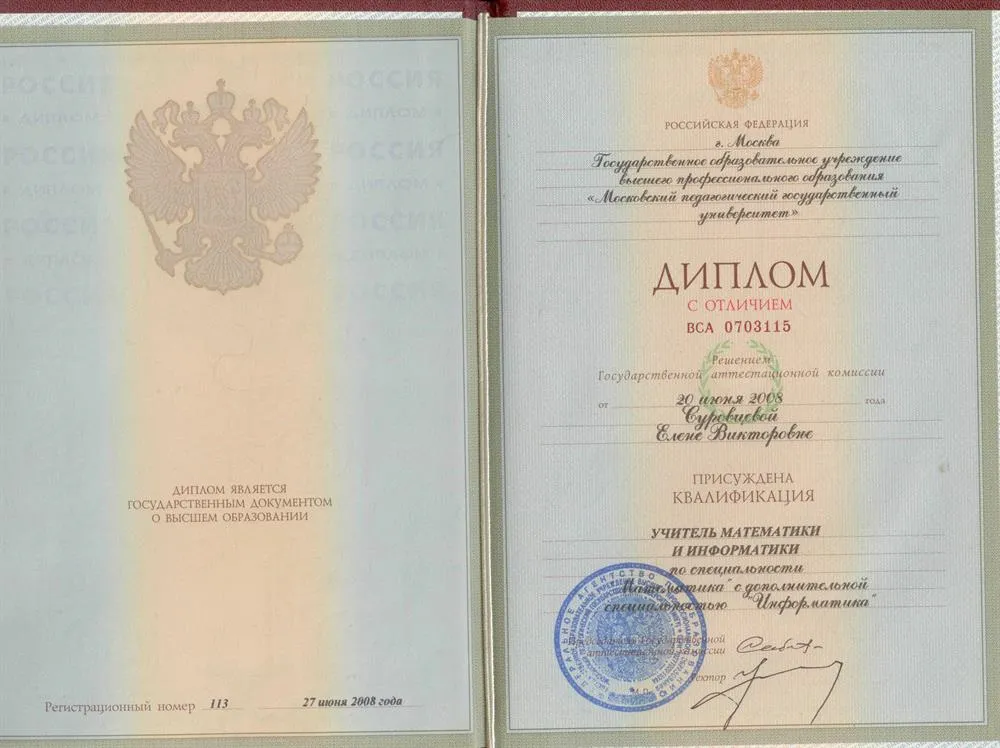 ДИПЛОМ ЯВЛЯЕТСЯ
ГОСУДАРСТВЕННЫМ ДОКУМЕНТОМ
О ВЫСШЕМ ОБРАЗОВАНИИ
Регистрационный номер 113 27 июня 2008 года
РОССИЙСКАЯ ФЕДЕРАЦИЯ
г. Москва
Государственное образовательное учреждение
высшего профессионального образования
«Московский педагогический государственный
университет»
ДИПЛОМ
С ОТЛИЧИЕМ
ВСА 0703115
Решением
Государственной аттестационной комиссии
от 20 июня 2008 года
Суровцевой
Елене Викторовне
ПРИСУЖДЕНА
КВАЛИФИКАЦИЯ
УЧИТЕЛЬ МАТЕМАТИКИ
И ИНФОРМАТИКИ
по специальности
"Математика" с дополнительной
специальностью "Информатика"
Председатель Государственной
аттестационной комиссии
Ректор
М.П.